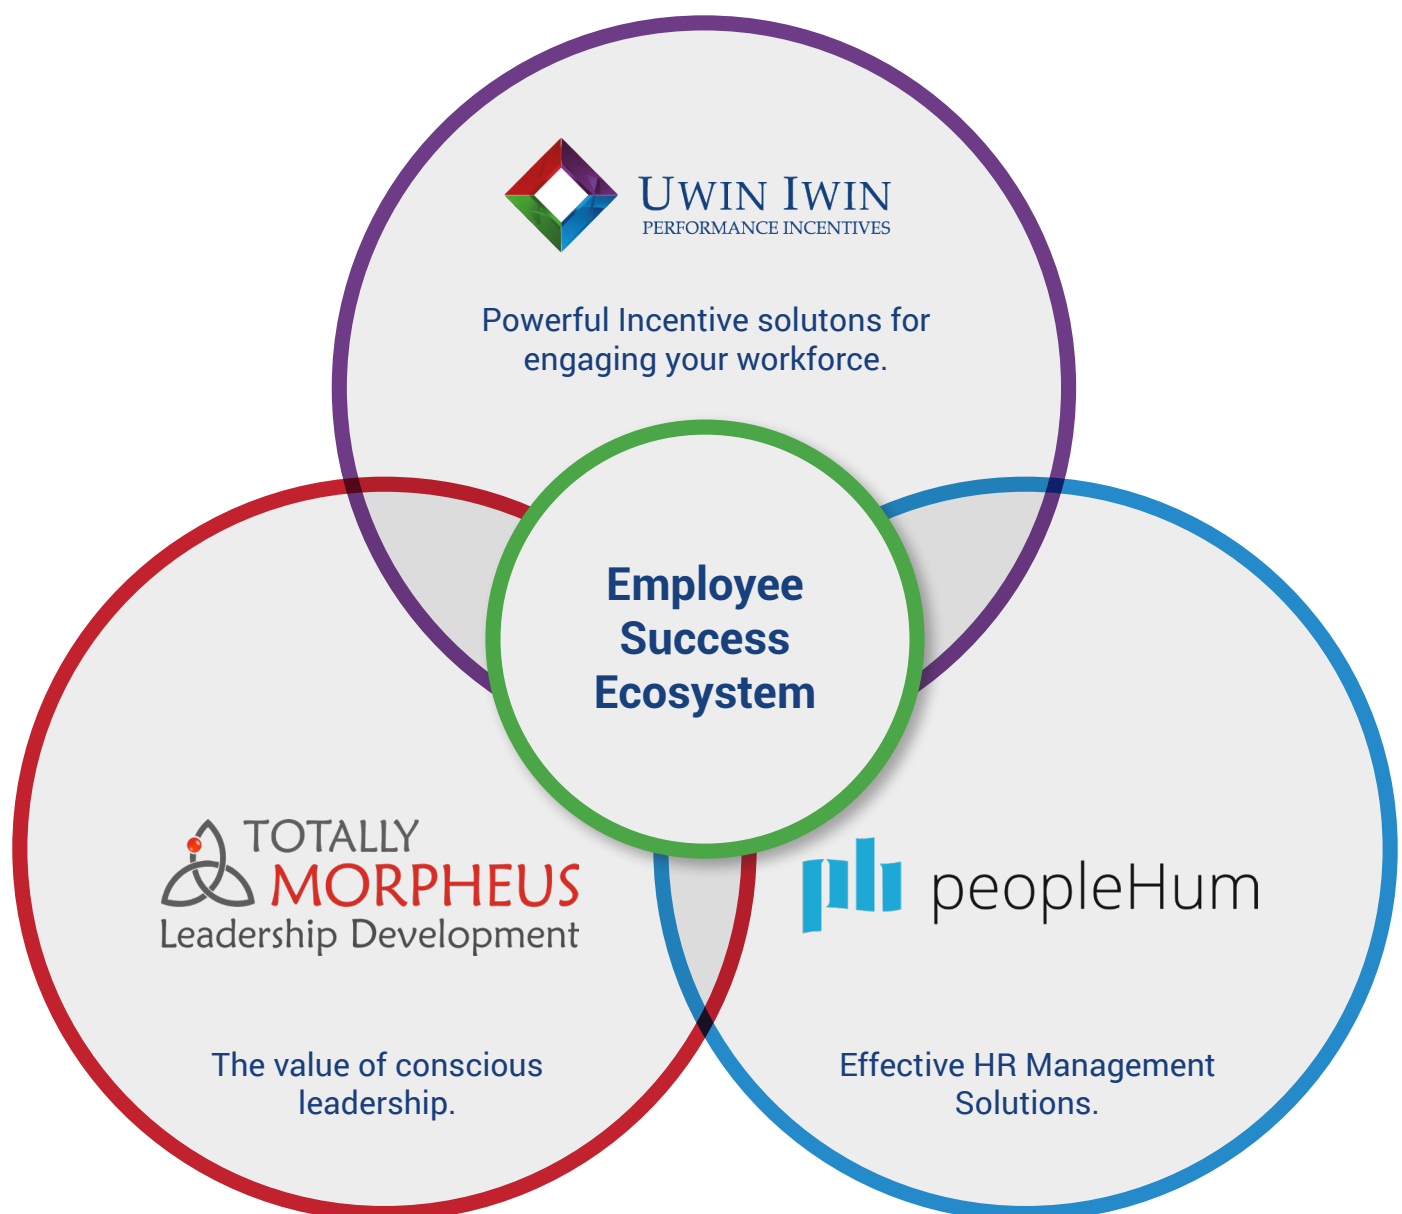 UWIN IWIN
PERFORMANCE INCENTIVES
Powerful Incentive solutons for
engaging your workforce.
Employee
Success
Ecosystem
TOTALLY
MORPHEUS
Leadership Development
The value of conscious
leadership.
ph peopleHum
Effective HR Management
Solutions.